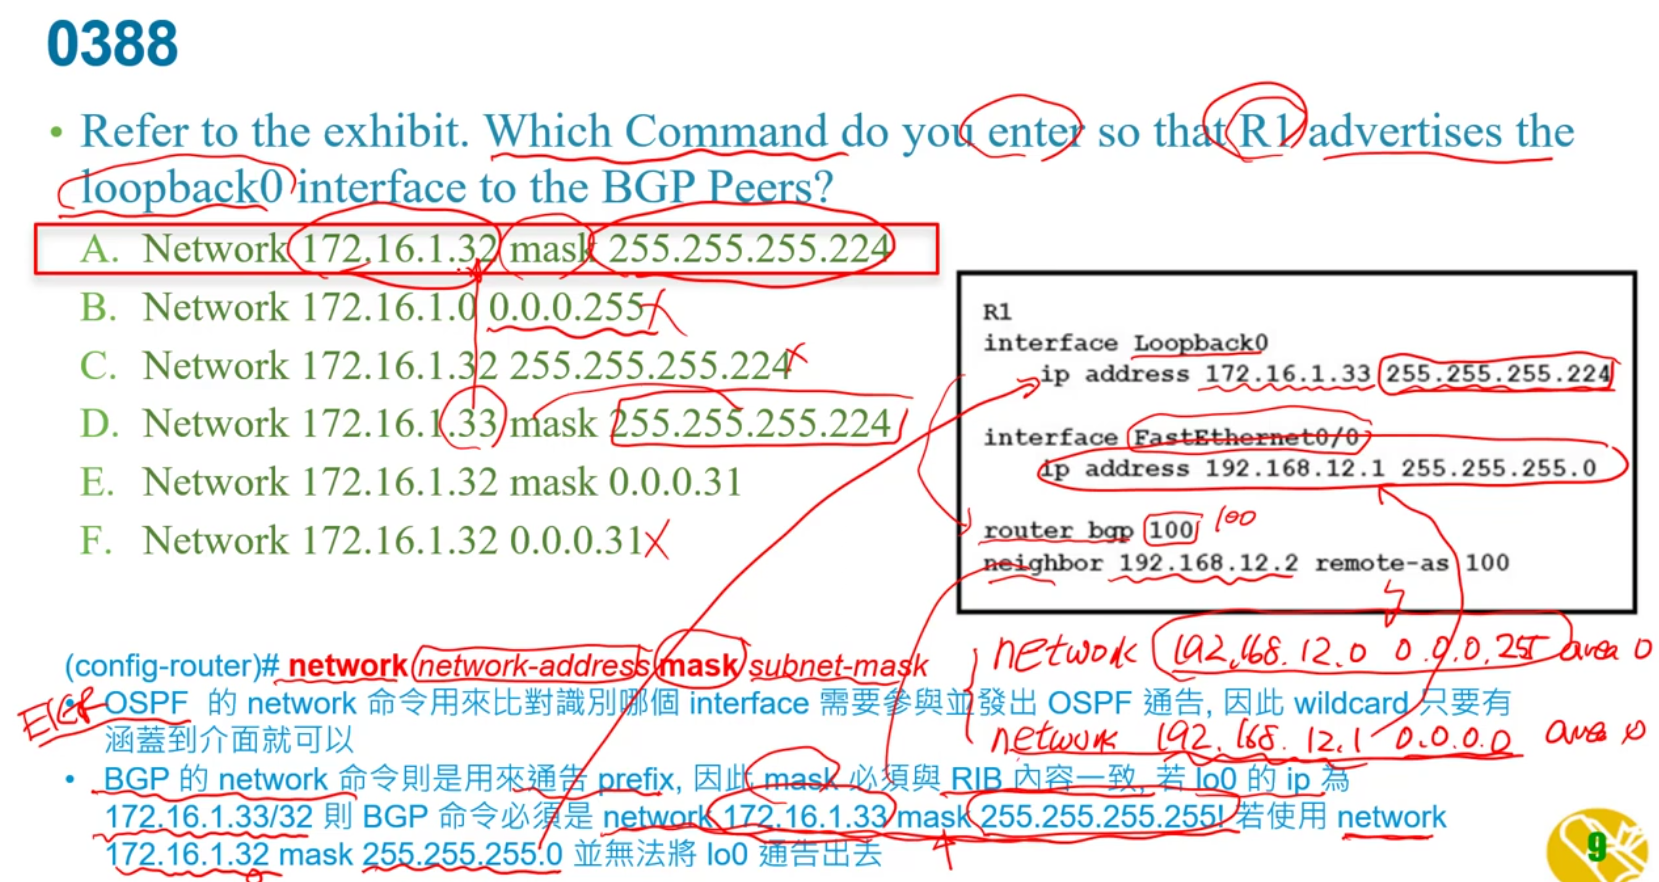 0388
• Refer to the exhibit. Which Command do you enter so that R1 advertises the
loopback0 interface to the BGP Peers?
A. Network 172.16.1.32 mask 255.255.255.224
B. Network 172.16.1.0 0.0.0.255
C. Network 172.16.1.32 255.255.255.224
D. Network 172.16.1.33 mask 255.255.255.224
E. Network 172.16.1.32 mask 0.0.0.31
F. Network 172.16.1.32 0.0.0.31
R1
interface Loopback0
ip address 172.16.1.33 255.255.255.224
interface FastEthernet0/0
ip address 192.168.12.1 255.255.255.0
router bgp 100 100
neighbor 192.168.12.2 remote-as 100
network 192.168.12.0 0.0.0.255 area 0
(config-router)# network network-address mask subnet-mask
• OSPF 的 network 命令用來比對識別哪個 interface 需要參與並發出 OSPF 通告, 因此 wildcard 只要有
涵蓋到介面就可以
network 192.168.12.1 0.0.0.0 area 0
• BGP 的 network 命令則是用來通告 prefix, 因此 mask 必須與 RIB 內容一致, 若 lo0 的 ip 為
172.16.1.33/32 則 BGP 命令必須是 network 172.16.1.33 mask 255.255.255.255! 若使用 network
172.16.1.32 mask 255.255.255.0 並無法將 lo0 通告出去
9